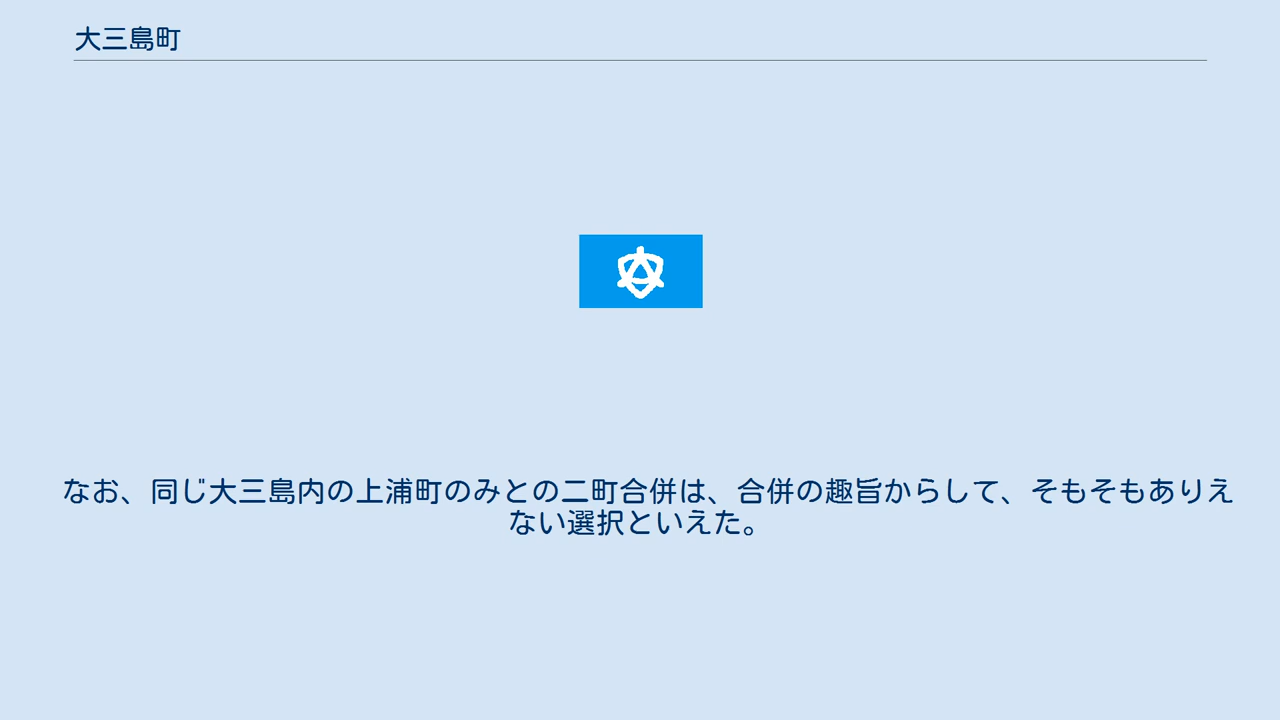 大三島町
なお、同じ大三島内の上浦町のみとの二町合併は、合併の趣旨からして、そもそもありえ
ない選択といえた。